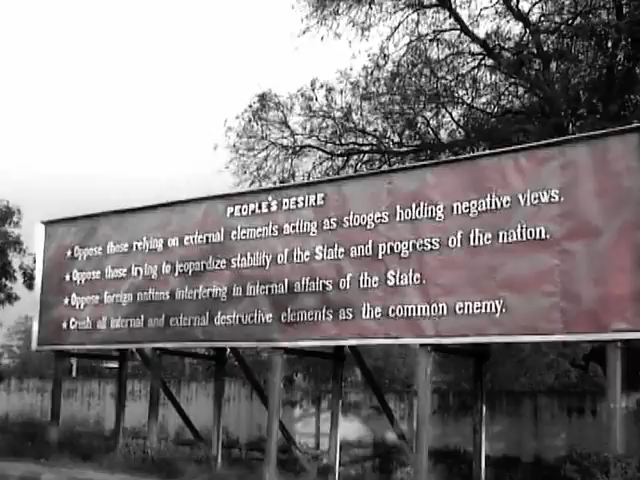 PEOPLE'S DESIRE
★ Oppose those relying on external elements acting as stooges holding negative views.
★ Oppose those trying to jeopardize stability of the State and progress of the nation.
★ Oppose foreign nations interfering in internal affairs of the State.
★ Crush all internal and external destructive elements as the common enemy.